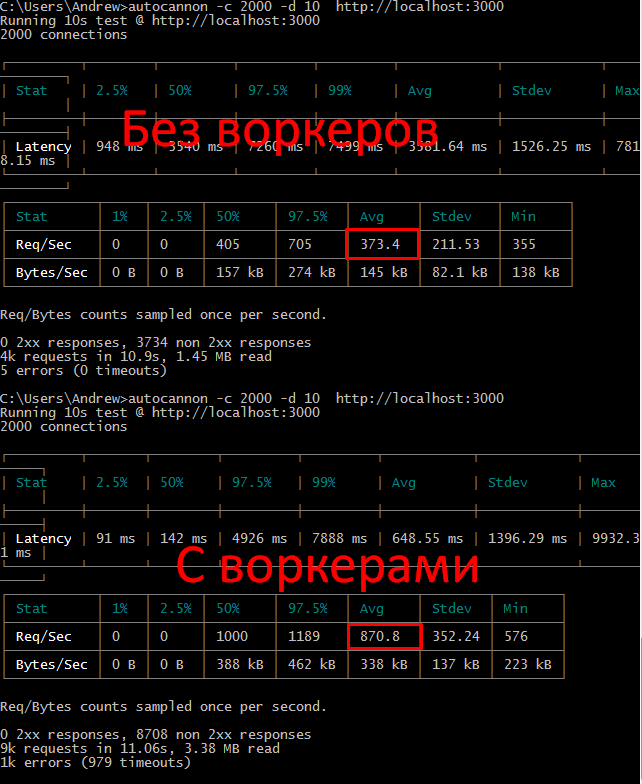 C:\Users\Andrew>autocannon -c 2000 -d 10  http://localhost:3000
Running 10s test @ http://localhost:3000
2000 connections
Stat 2.5% 50% 97.5% 99% Avg Stdev Max
Без воркеров
Latency 948 ms 3540 ms 7260 ms 7499 ms 3581.64 ms 1526.25 ms 781
8.15 ms
Stat 1% 2.5% 50% 97.5% Avg Stdev Min
Req/Sec 0 0 405 705 373.4 211.53 355
Bytes/Sec 0 B 0 B 157 kB 274 kB 145 kB 82.1 kB 138 kB
Req/Bytes counts sampled once per second.
0 2xx responses, 3734 non 2xx responses
4k requests in 10.9s, 1.45 MB read
5 errors (0 timeouts)
C:\Users\Andrew>autocannon -c 2000 -d 10  http://localhost:3000
Running 10s test @ http://localhost:3000
2000 connections
Stat 2.5% 50% 97.5% 99% Avg Stdev Max
Latency 91 ms 142 ms 4926 ms 7888 ms 648.55 ms 1396.29 ms 9932.3
1 ms
С воркерами
Stat 1% 2.5% 50% 97.5% Avg Stdev Min
Req/Sec 0 0 1000 1189 870.8 352.24 576
Bytes/Sec 0 B 0 B 388 kB 462 kB 338 kB 137 kB 223 kB
Req/Bytes counts sampled once per second.
0 2xx responses, 8708 non 2xx responses
9k requests in 11.06s, 3.38 MB read
1k errors (979 timeouts)